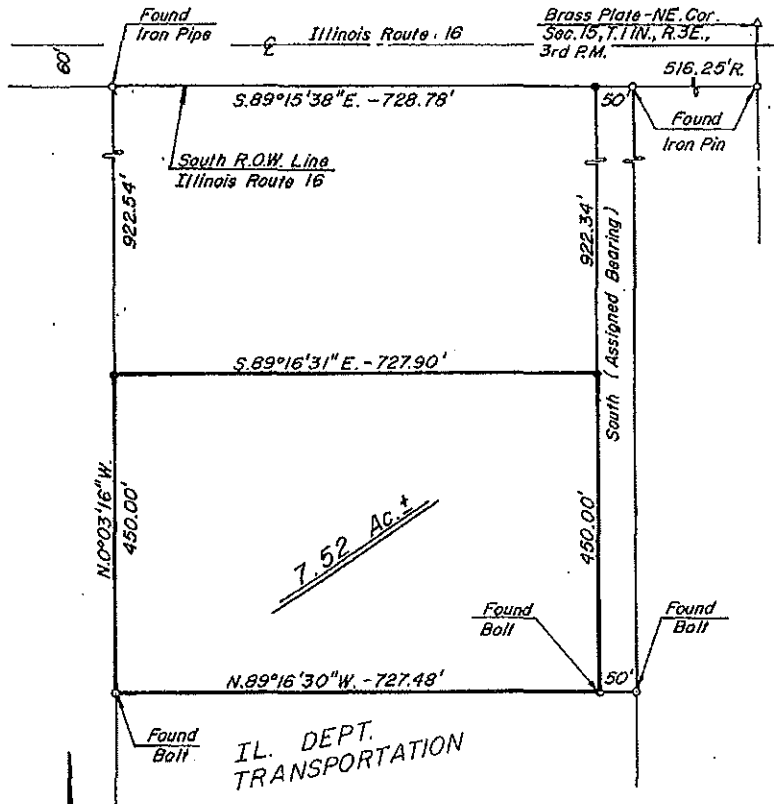 Found
Iron Pipe
Illinois Route 16
Brass Plate-NE. Cor.
Sec. 15, T.11N., R.3E.,
3rd P.M.
60'
516.25'R.
S.89°15'38"E. -728.78'
50'
Found
Iron Pin
South R.O.W. Line
Illinois Route 16
922.54'
922.34'
South (Assigned Bearing)
S.89°16'31"E. -727.90'
N.0°03'16"W.
450.00'
7.52 Ac.±
450.00'
Found
Bolt
Found
Bolt
N.89°16'30"W. -727.48'
50'
Found
Bolt
IL. DEPT.
TRANSPORTATION